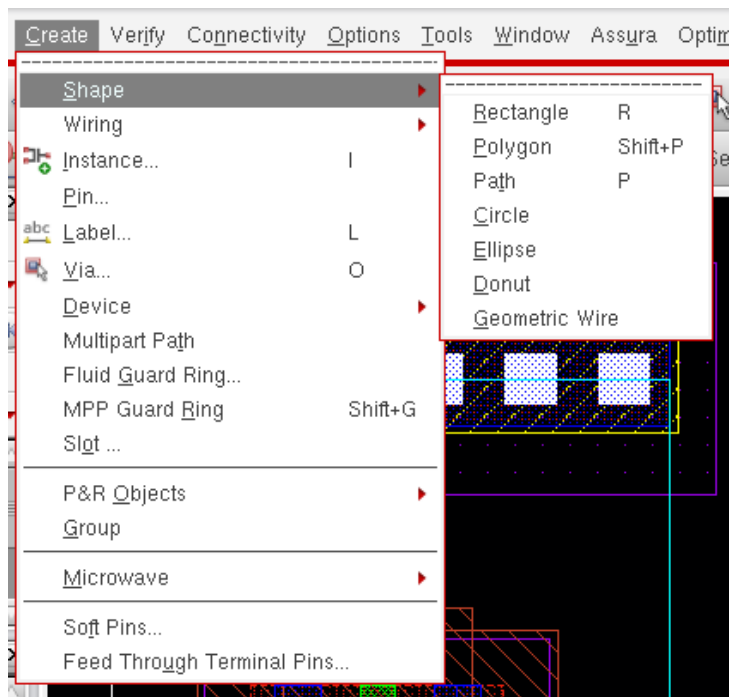 Create Verify Connectivity Options Tools Window Assura
Shape
Wiring
Instance... I
Pin...
abc Label... L
Via... O
Device
Multipart Path
Fluid Guard Ring...
MPP Guard Ring Shift+G
Slot ...
P&R Objects
Group
Microwave
Soft Pins...
Feed Through Terminal Pins...
Rectangle R
Polygon Shift+P
Path P
Circle
Ellipse
Donut
Geometric Wire